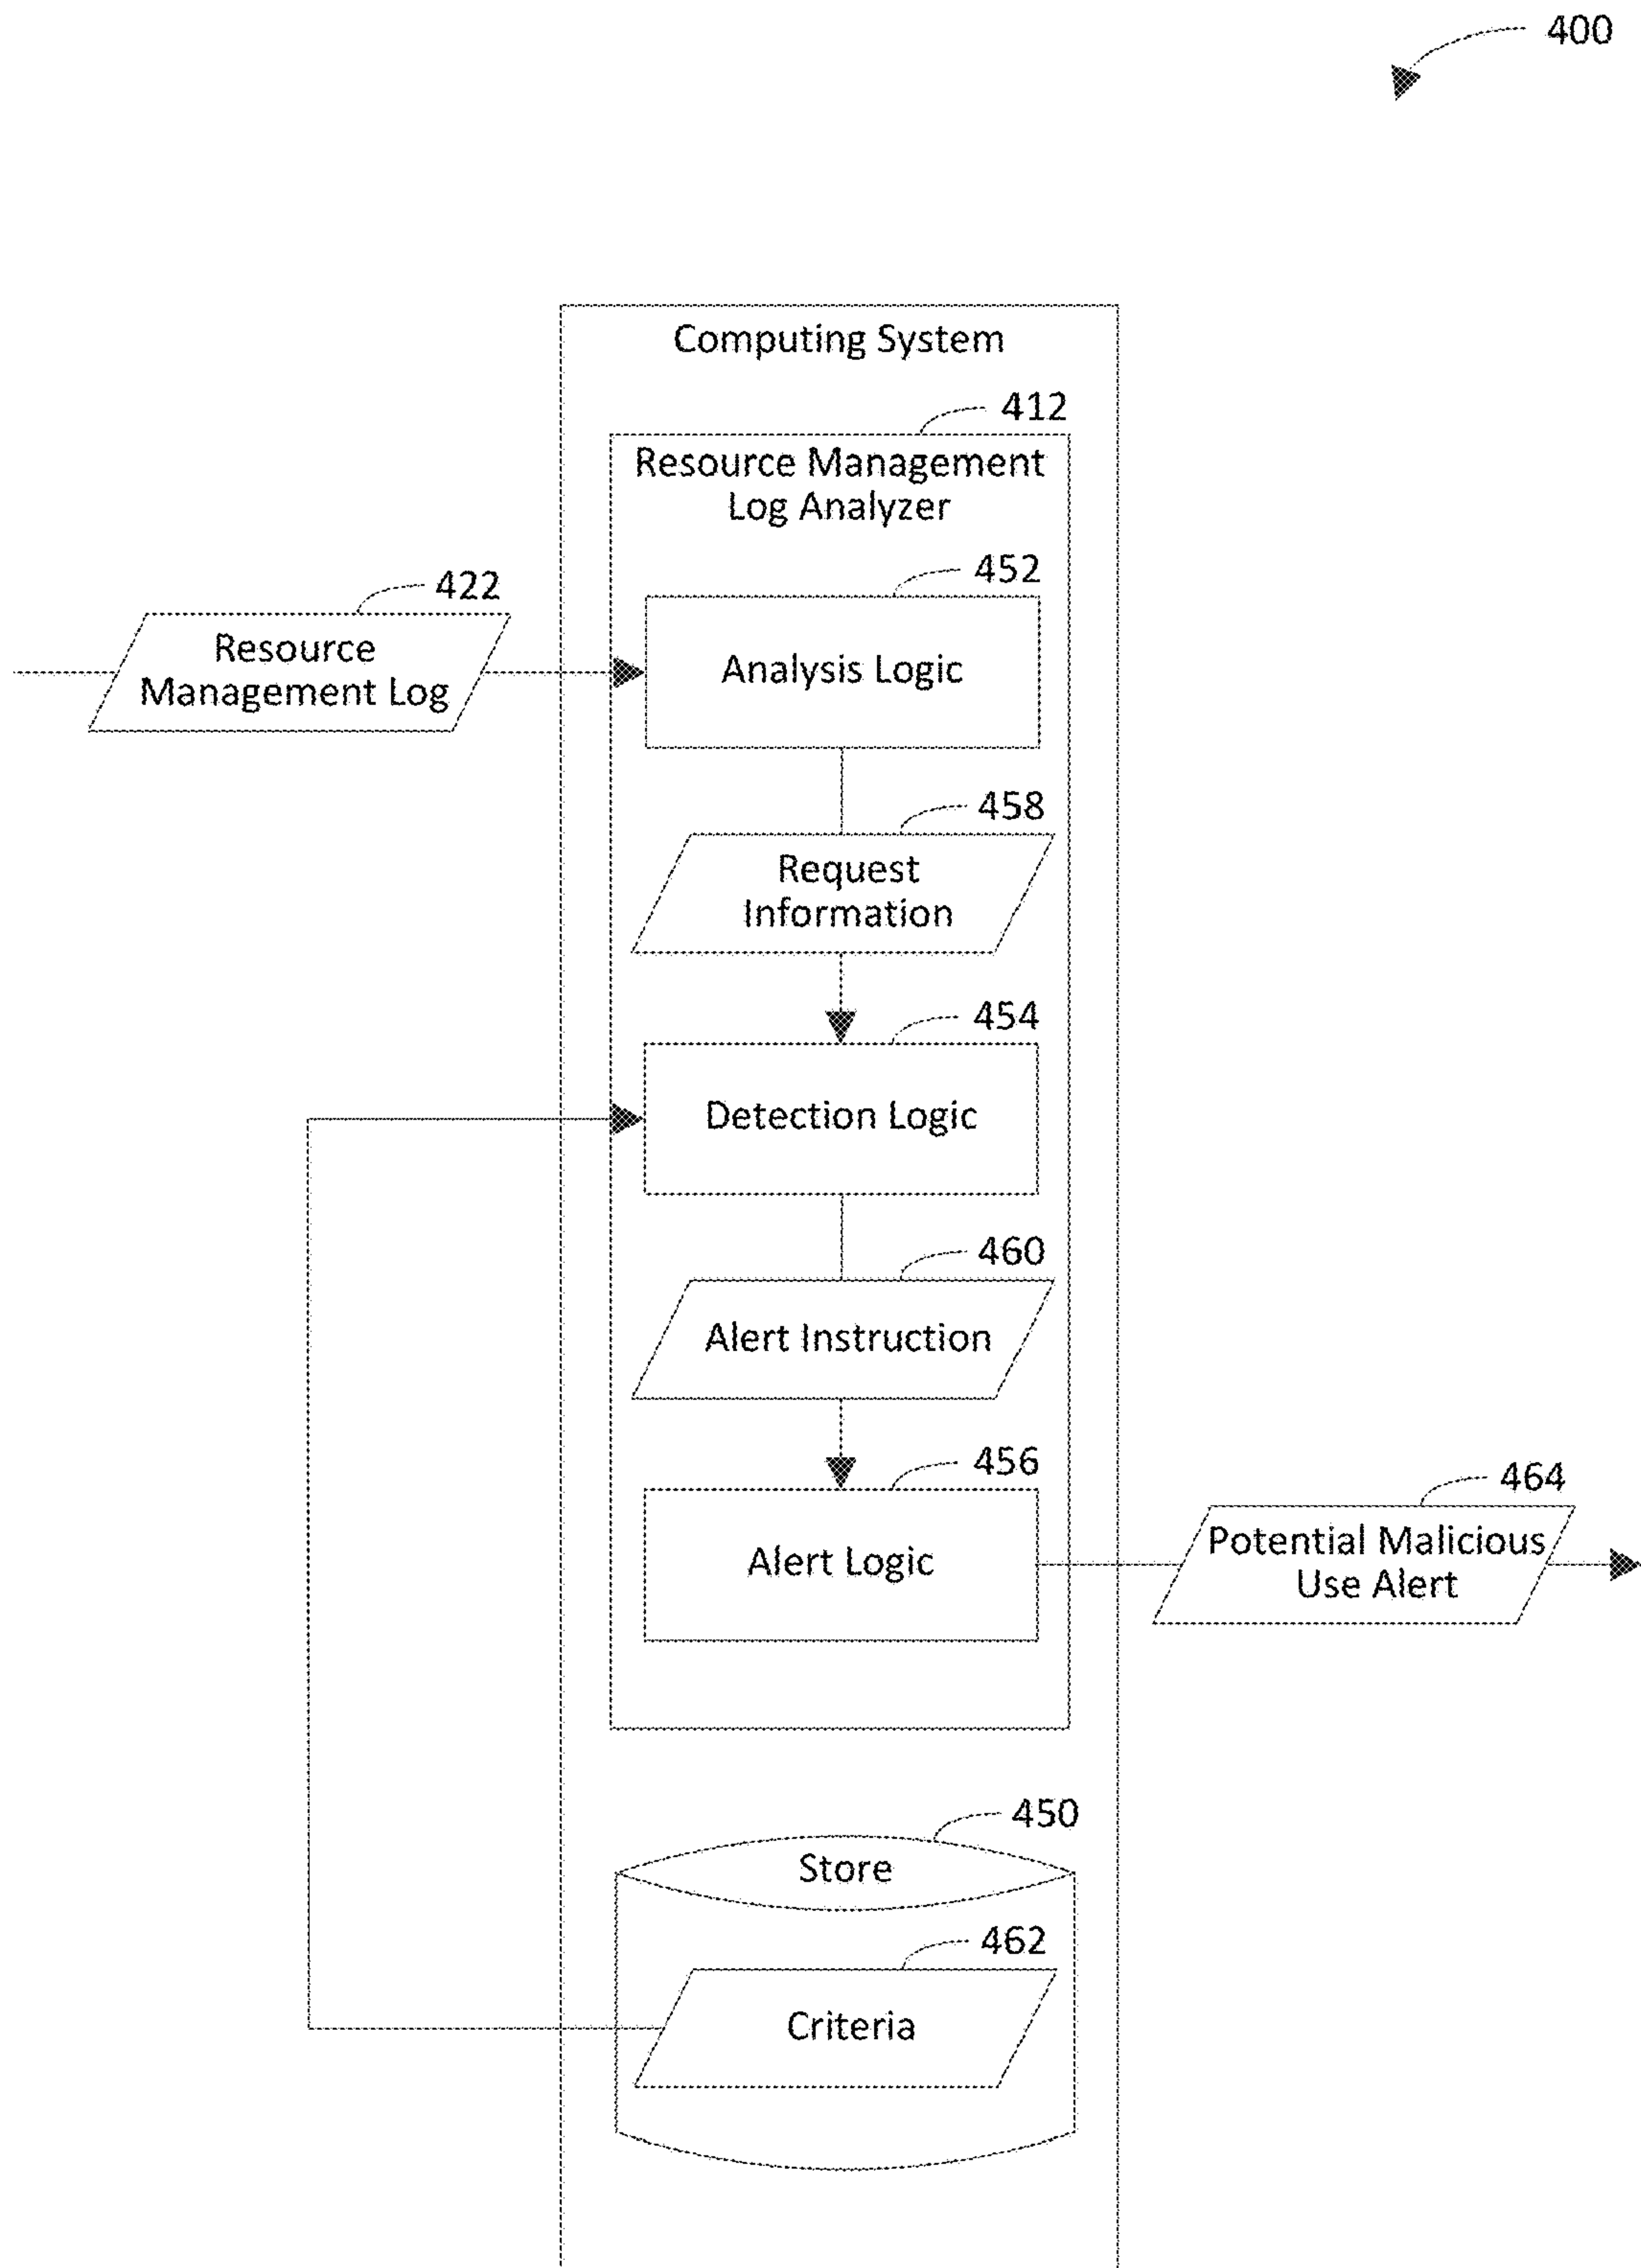 400
Computing System
412
Resource Management
Log Analyzer
452
422
Resource
Management Log
Analysis Logic
458
Request
Information
454
Detection Logic
460
Alert Instruction
456
464
Alert Logic
Potential Malicious
Use Alert
450
Store
462
Criteria